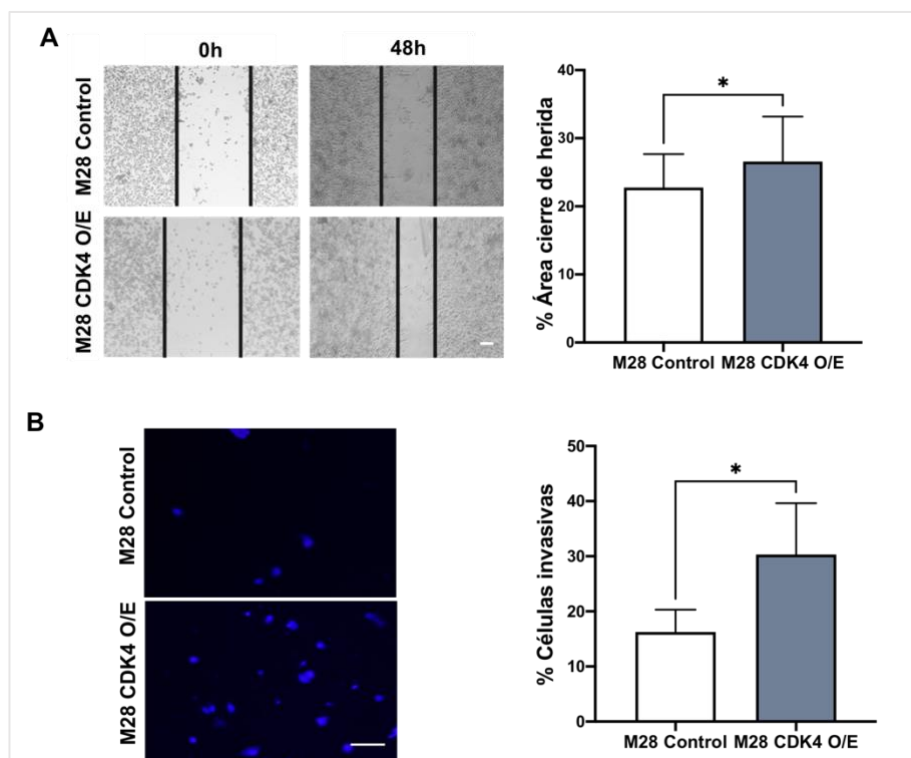 A
0h
48h
M28 Control
M28 CDK4 O/E
% Área cierre de herida
40
30
20
10
0
*
M28 Control M28 CDK4 O/E
B
M28 Control
M28 CDK4 O/E
% Células invasivas
50
40
30
20
10
0
*
M28 Control M28 CDK4 O/E